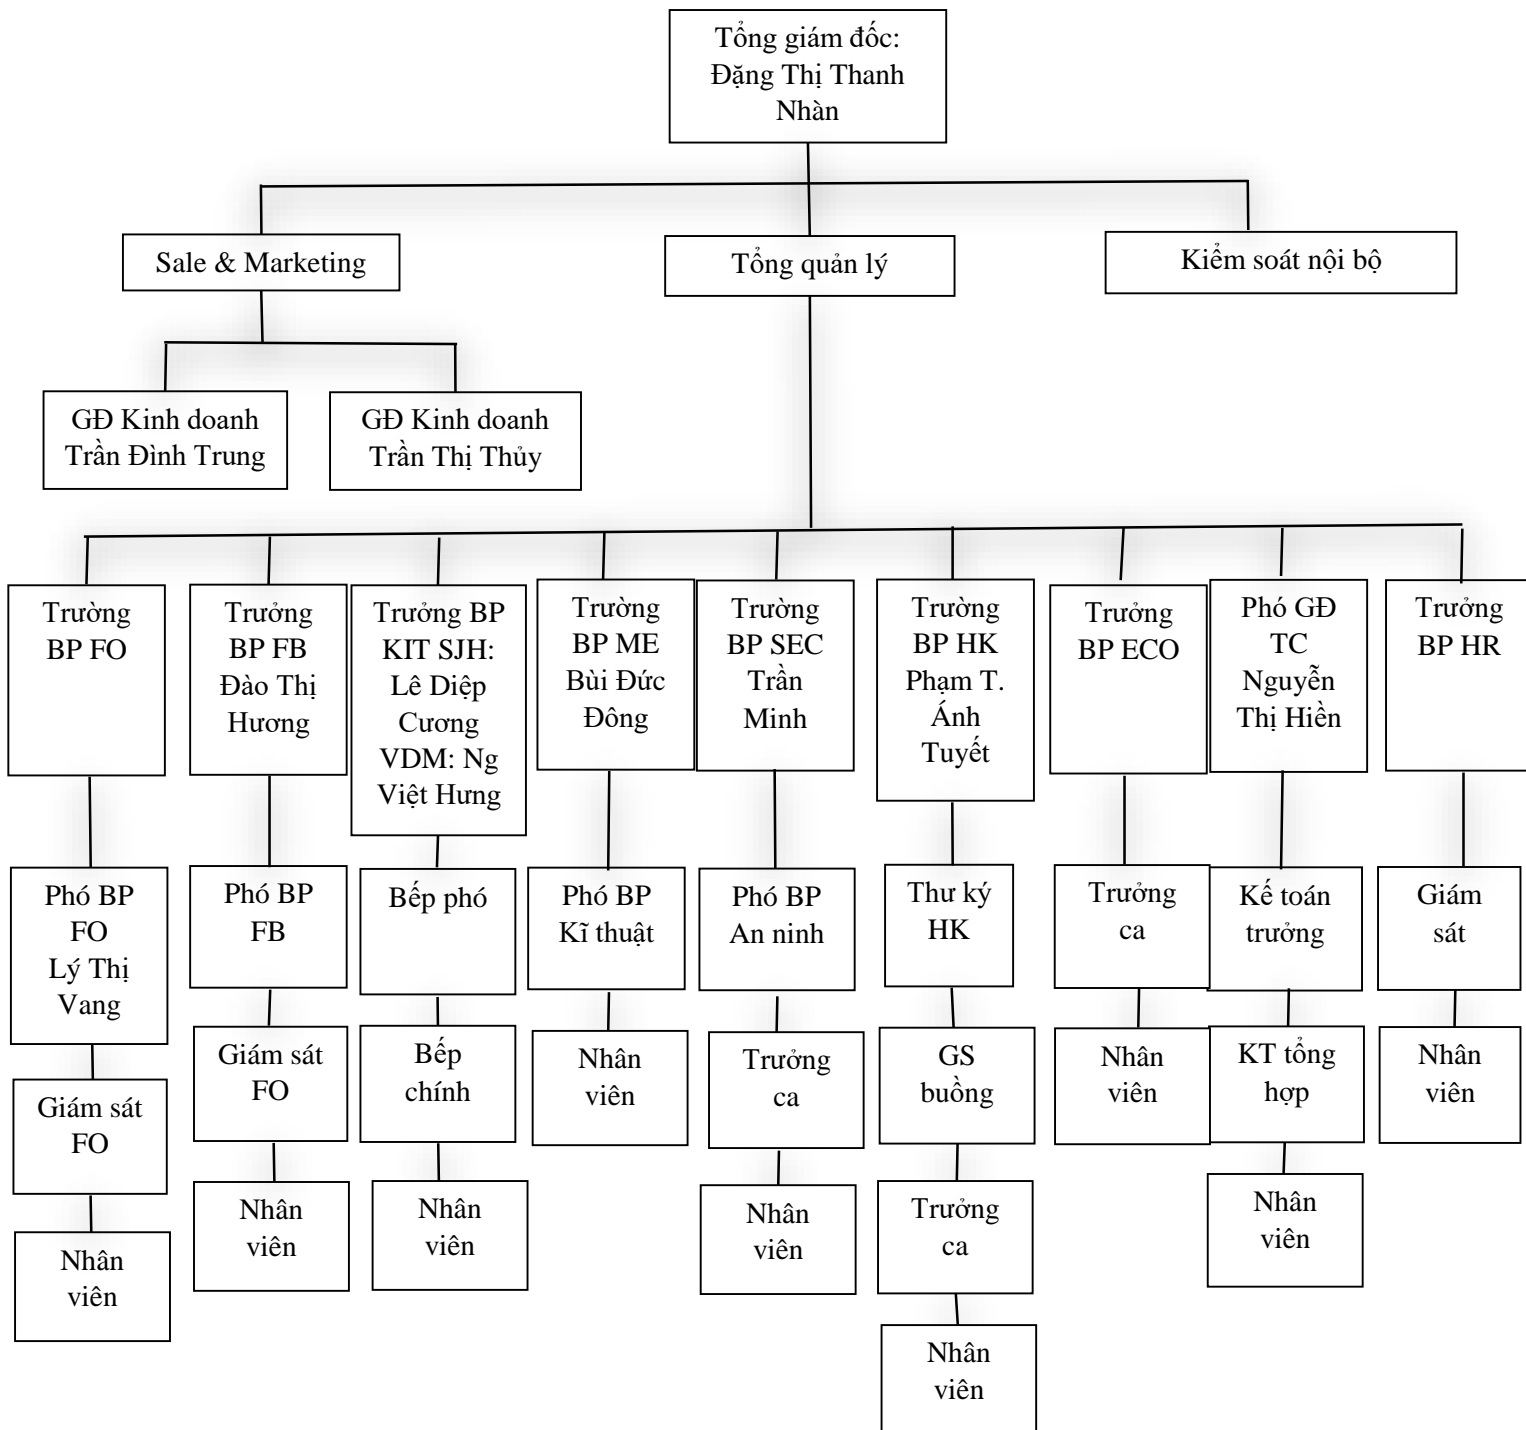 Tổng giám đốc:
Đặng Thị Thanh
Nhàn
Sale & Marketing
Tổng quản lý
Kiểm soát nội bộ
GĐ Kinh doanh
Trần Đình Trung
GĐ Kinh doanh
Trần Thị Thủy
Trường
BP FO
Trưởng
BP FB
Đào Thị
Hương
Trưởng BP
KIT SJH:
Lê Diệp
Cương
VDM: Ng
Việt Hưng
Trường
BP ME
Bùi Đức
Đông
Trường
BP SEC
Trần
Minh
Trường
BP HK
Phạm T.
Ánh
Tuyết
Trưởng
BP ECO
Phó GĐ
TC
Nguyễn
Thị Hiền
Trưởng
BP HR
Phó BP
FO
Lý Thị
Vang
Phó BP
FB
Bếp phó
Phó BP
Kĩ thuật
Phó BP
An ninh
Thư ký
HK
Trưởng
ca
Kế toán
trưởng
Giám
sát
Giám sát
FO
Giám sát
FO
Bếp
chính
Nhân
viên
Trưởng
ca
GS
buồng
Nhân
viên
KT tổng
hợp
Nhân
viên
Nhân
viên
Nhân
viên
Nhân
viên
Nhân
viên
Trưởng
ca
Nhân
viên
Nhân
viên